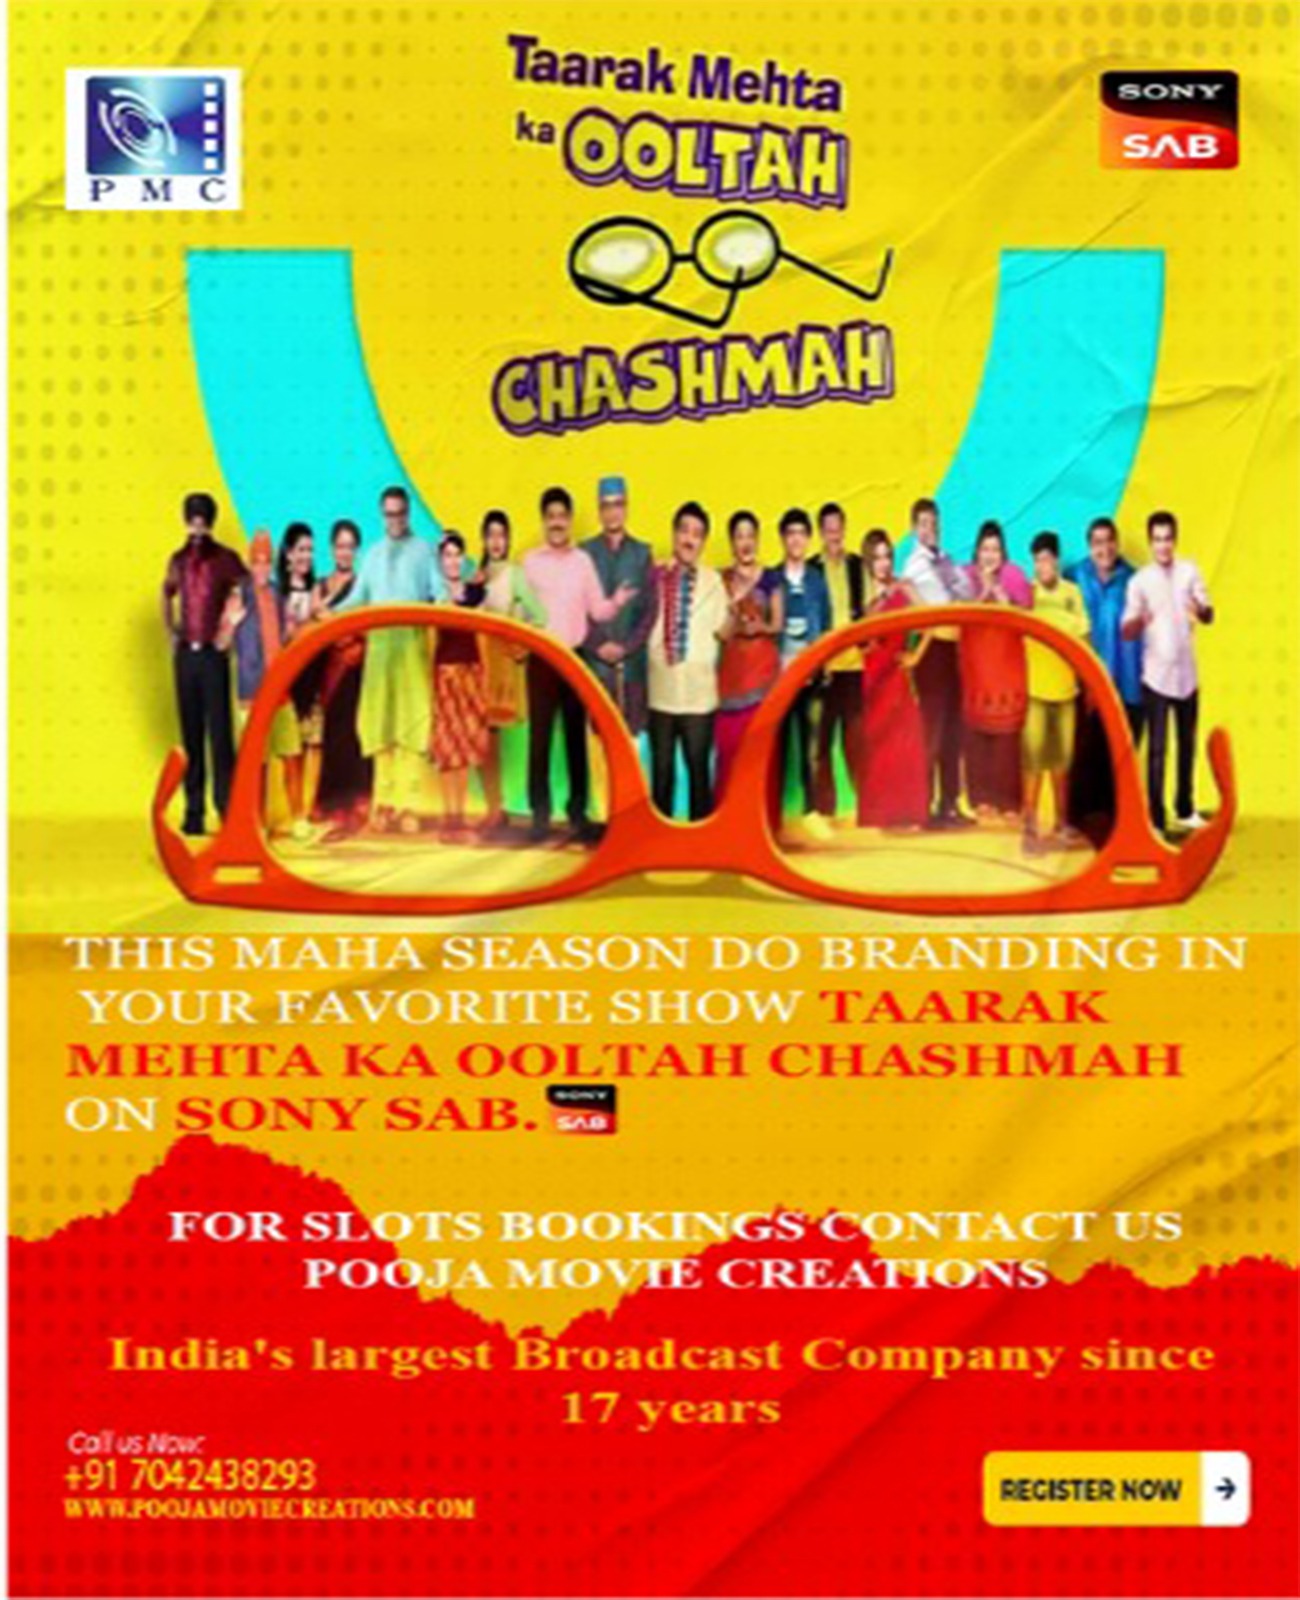 Taarak Mehta
ka OOLTAH
CHASHMAH
P M C
SONY
SAB
THIS MAHA SEASON DO BRANDING IN
YOUR FAVORITE SHOW TAARAK
MEHTA KA OOLTAH CHASHMAH
ON SONY SAB. SONY SAB
FOR SLOTS BOOKINGS CONTACT US
POOJA MOVIE CREATIONS
India's largest Broadcast Company since
17 years
Call us Now:
+91 7042438293
WWW.POOJAMOVIECREATIONS.COM
REGISTER NOW →